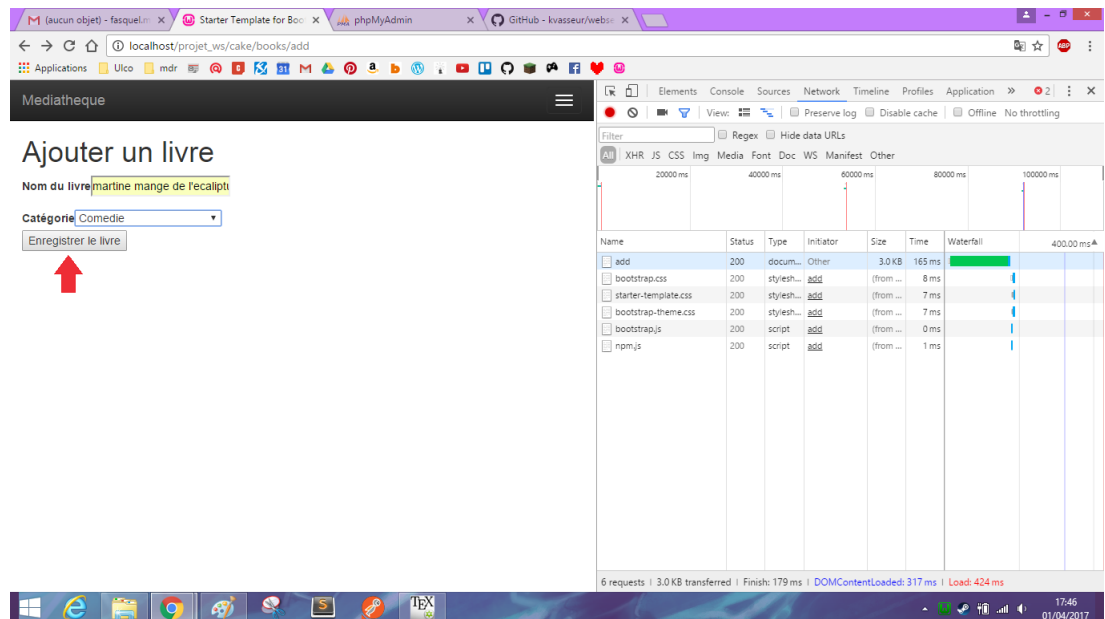 M (aucun objet) - fasquel.m
Starter Template for Boo
phpMyAdmin
GitHub - kvasseur/webse
localhost/projet_ws/cake/books/add
ABP
Applications Ulco mdr
31
a
b
Mediatheque
Ajouter un livre
Nom du livre martine mange de l'ecaliptu
Catégorie Comedie
Enregistrer le livre
Elements Console Sources Network Timeline Profiles Application » 2
View: Preserve log Disable cache Offline No throttling
Filter Regex Hide data URLs
All XHR JS CSS Img Media Font Doc WS Manifest Other
20000 ms 40000 ms 60000 ms 80000 ms 100000 ms
Name Status Type Initiator Size Time Waterfall 400.00 ms
add 200 docum... Other 3.0 KB 165 ms
bootstrap.css 200 stylesh... add (from ... 8 ms
starter-template.css 200 stylesh... add (from ... 7 ms
bootstrap-theme.css 200 stylesh... add (from ... 7 ms
bootstrap.js 200 script add (from ... 0 ms
npm.js 200 script add (from ... 1 ms
6 requests | 3.0 KB transferred | Finish: 179 ms | DOMContentLoaded: 317 ms | Load: 424 ms
S
TEX
17:46
01/04/2017